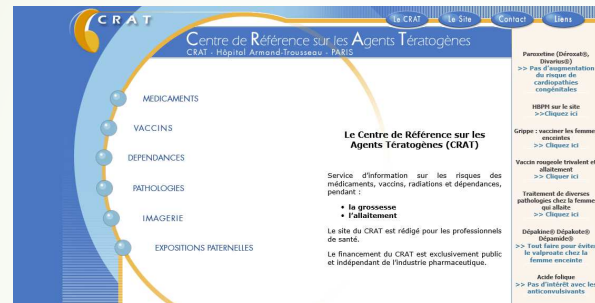 CRAT
Le CRAT
Le Site
Contact
Liens
Centre de Référence sur les Agents Tératogènes
CRAT - Hôpital Armand-Trousseau - PARIS
MEDICAMENTS
VACCINS
DEPENDANCES
PATHOLOGIES
IMAGERIE
EXPOSITIONS PATERNELLES
Le Centre de Référence sur les
Agents Tératogènes (CRAT)
Service d'information sur les risques des
médicaments, vaccins, radiations et dépendances,
pendant :
• la grossesse
• l'allaitement
Le site du CRAT est rédigé pour les professionnels
de santé.
Le financement du CRAT est exclusivement public
et indépendant de l'industrie pharmaceutique.
Paroxetine (Déroxat®,
Divarius®)
>> Pas d'augmentation
du risque de
cardiopathies
congénitales
HBPM sur le site
>>Cliquez ici
Grippe : vacciner les femmes
enceintes
>> Cliquez ici
Vaccin rougeole trivalent et
allaitement
>> Cliquer ici
Traitement de diverses
pathologies chez la femme
qui allaite
>> Cliquez ici
Dépakine® Dépakote®
Dépamide®
>> Tout faire pour éviter
le valproate chez la
femme enceinte
Acide folique
>> Pas d'intérêt avec les
anticonvulsivants